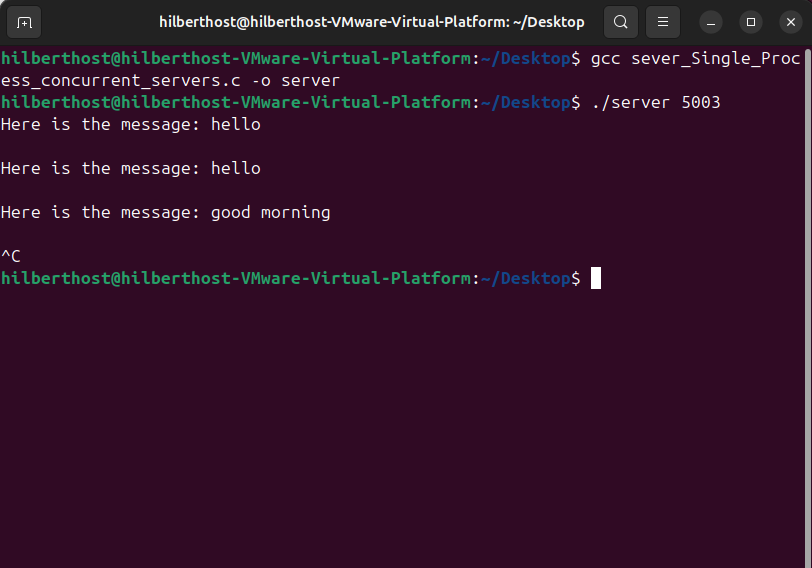 hilberthost@hilberthost-VMware-Virtual-Platform: ~/Desktop
hilberthost@hilberthost-VMware-Virtual-Platform:~/Desktop$ gcc sever_Single_Proc
ess_concurrent_servers.c -o server
hilberthost@hilberthost-VMware-Virtual-Platform:~/Desktop$ ./server 5003
Here is the message: hello
Here is the message: hello
Here is the message: good morning
^C
hilberthost@hilberthost-VMware-Virtual-Platform:~/Desktop$